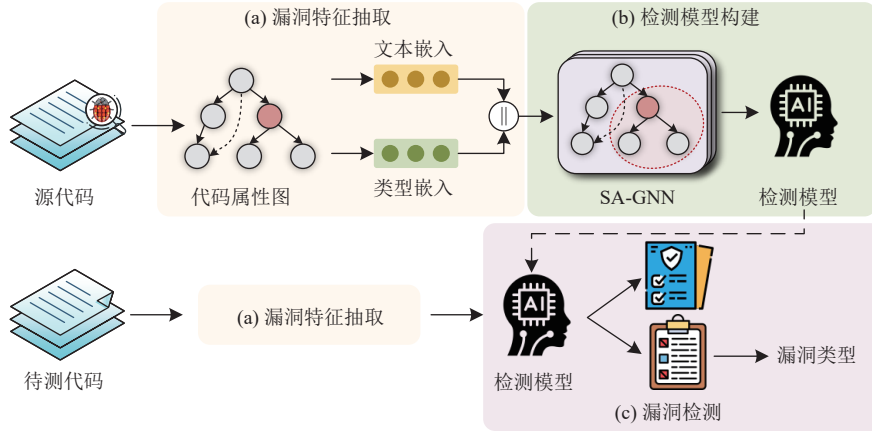 (a) 漏洞特征抽取
(b) 检测模型构建
文本嵌入
AI
||
源代码
代码属性图
类型嵌入
SA-GNN
检测模型
(a) 漏洞特征抽取
AI
待测代码
检测模型
漏洞类型
(c) 漏洞检测